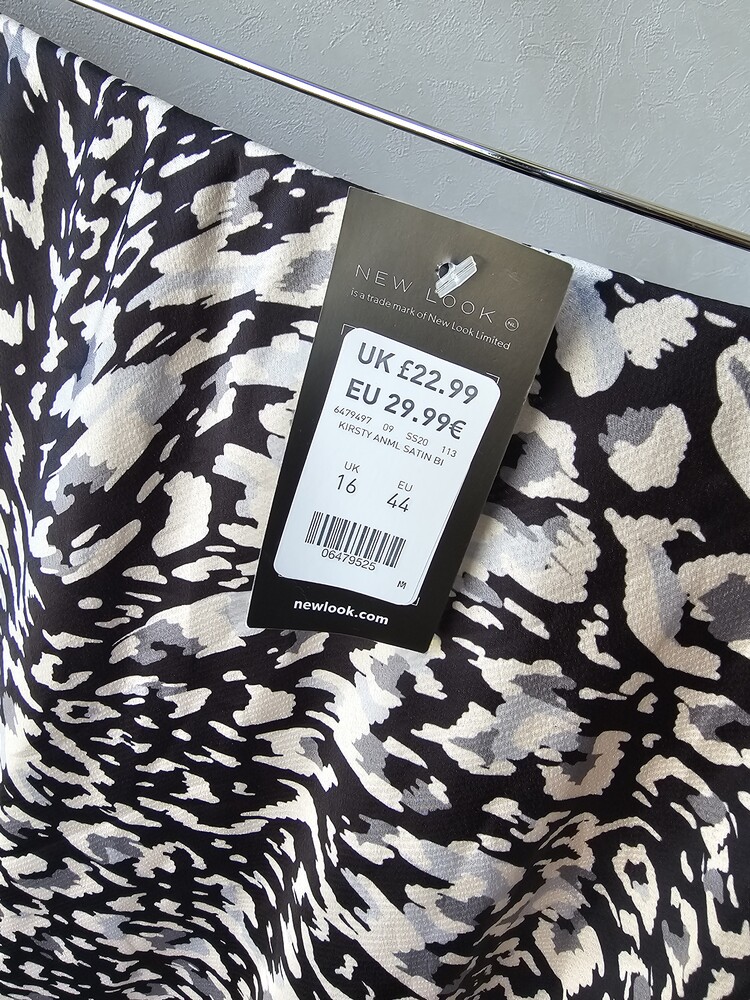 NEW LOOK NL
is a trade mark of New Look Limited
UK £22.99
EU 29.99€
6479497 09 SS20 113
KIRSTY ANML SATIN BI
UK EU
16 44
06479525
M
newlook.com